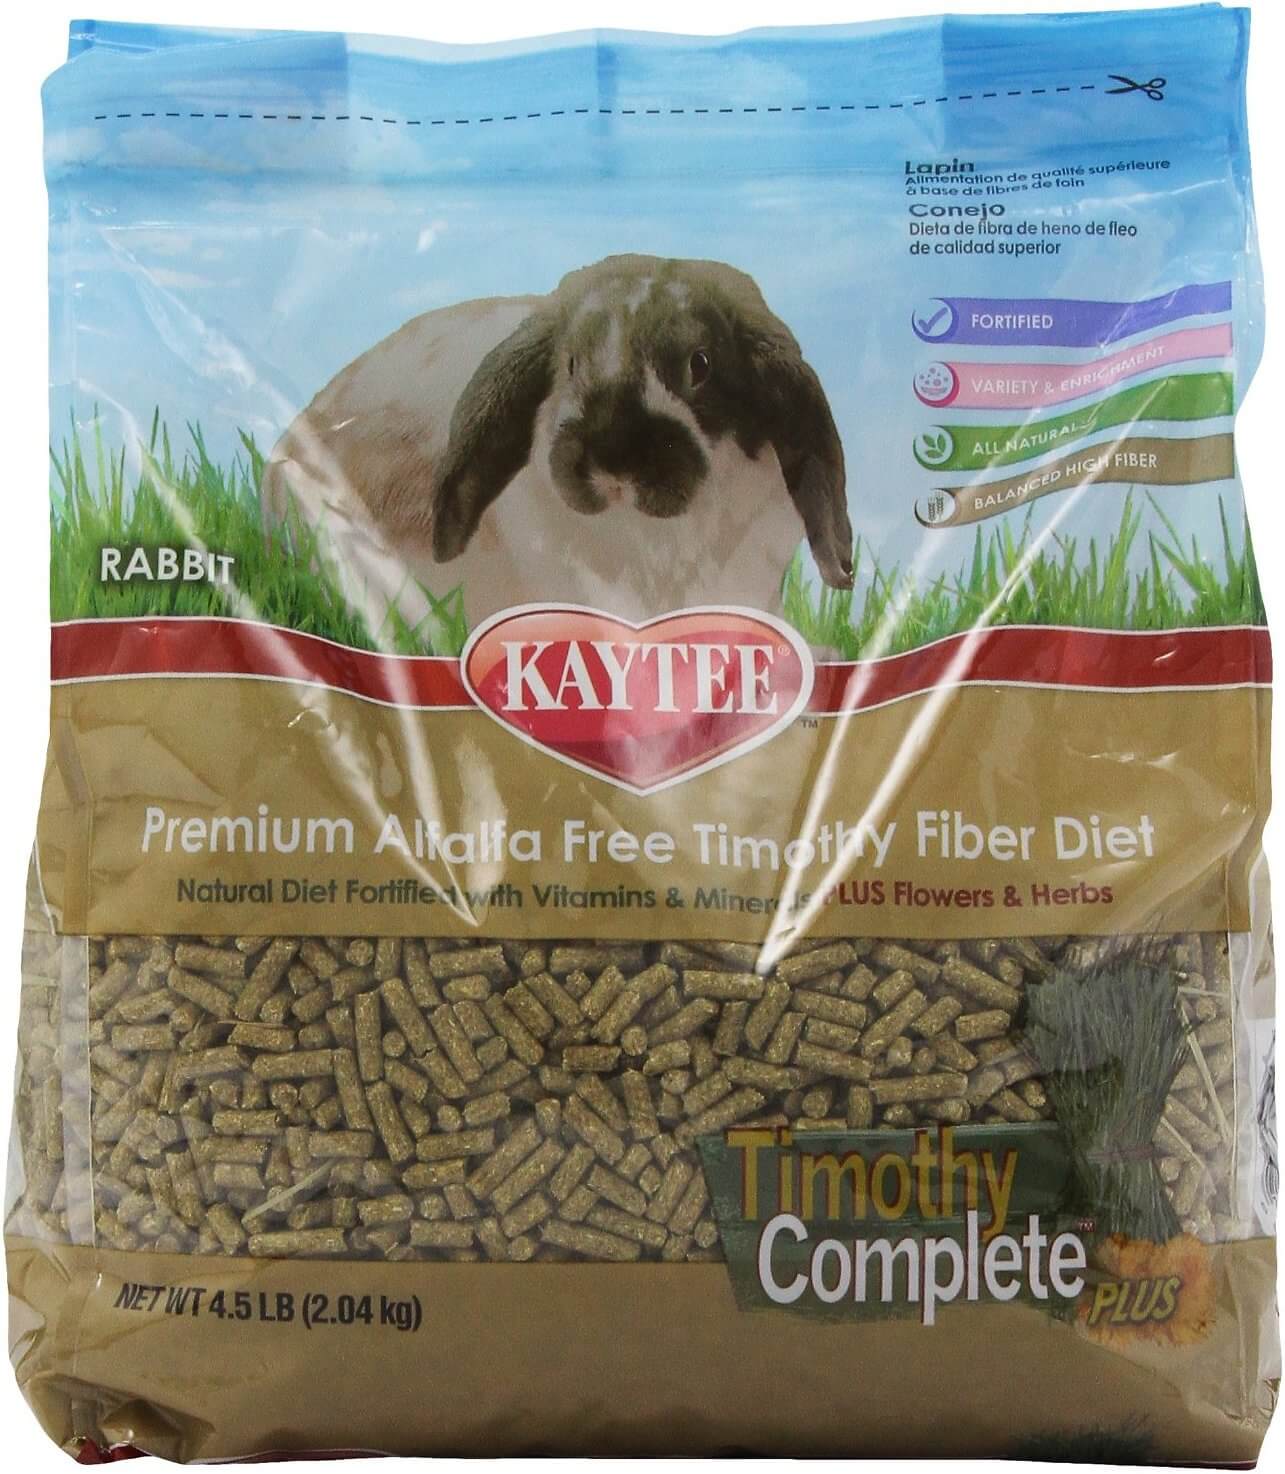 Lapin
Alimentation de qualité supérieure
à base de fibres de foin
Conejo
Dieta de fibra de heno de fleo
de calidad superior
FORTIFIED
VARIETY & ENRICHMENT
ALL NATURAL
BALANCED HIGH FIBER
RABBIT
KAYTEE®
™
Premium Alfalfa Free Timothy Fiber Diet
Natural Diet Fortified with Vitamins & Minerals PLUS Flowers & Herbs
Timothy
Complete™
PLUS
NET WT 4.5 LB (2.04 kg)